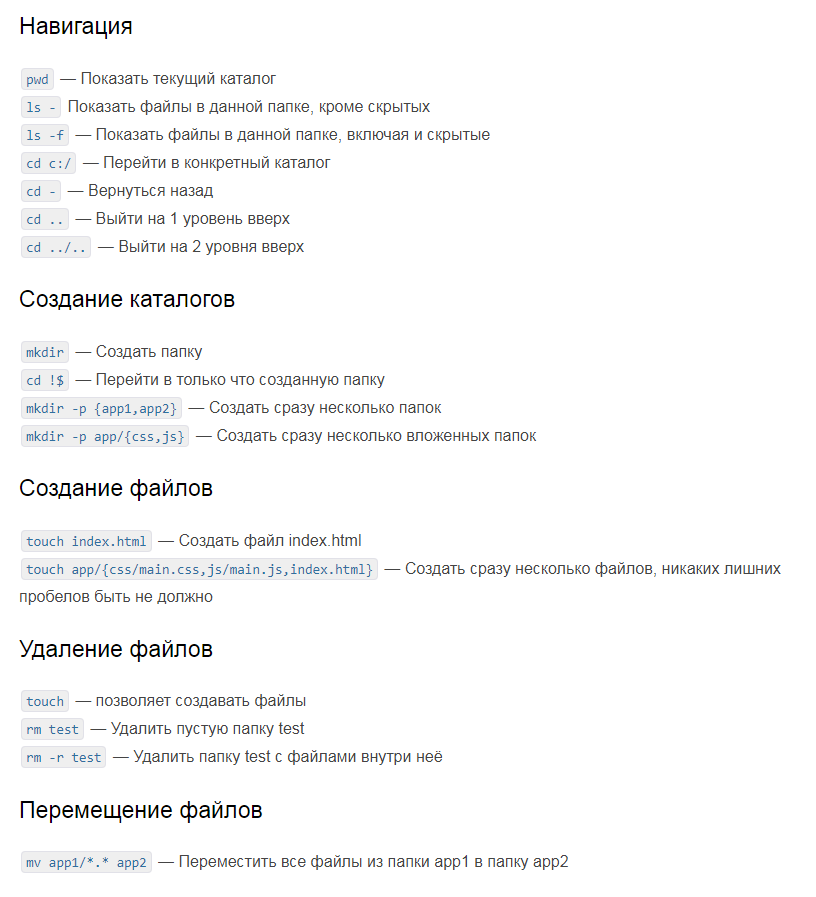 Навигация
pwd — Показать текущий каталог
ls - Показать файлы в данной папке, кроме скрытых
ls -f — Показать файлы в данной папке, включая и скрытые
cd c:/ — Перейти в конкретный каталог
cd - — Вернуться назад
cd .. — Выйти на 1 уровень вверх
cd ../.. — Выйти на 2 уровня вверх
Создание каталогов
mkdir — Создать папку
cd !$ — Перейти в только что созданную папку
mkdir -p {app1,app2} — Создать сразу несколько папок
mkdir -p app/{css,js} — Создать сразу несколько вложенных папок
Создание файлов
touch index.html — Создать файл index.html
touch app/{css/main.css,js/main.js,index.html} — Создать сразу несколько файлов, никаких лишних
пробелов быть не должно
Удаление файлов
touch — позволяет создавать файлы
rm test — Удалить пустую папку test
rm -r test — Удалить папку test с файлами внутри неё
Перемещение файлов
mv app1/*.* app2 — Переместить все файлы из папки app1 в папку app2